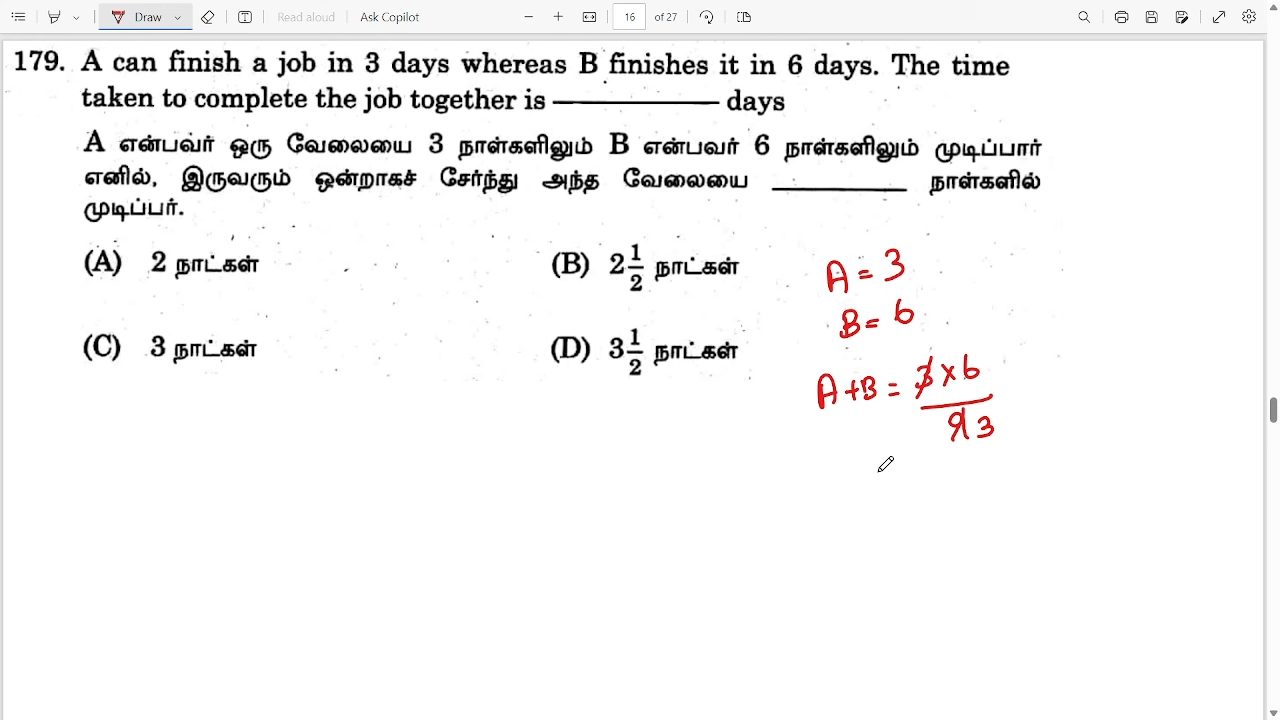 Draw
Read aloud
Ask Copilot
16
of 27
179. A can finish a job in 3 days whereas B finishes it in 6 days. The time
taken to complete the job together is ———— days
A என்பவர் ஒரு வேலையை 3 நாள்களிலும் B என்பவர் 6 நாள்களிலும் முடிப்பார்
எனில், இருவரும் ஒன்றாகச் சேர்ந்து அந்த வேலையை ________ நாள்களில்
முடிப்பர்.
(A) 2 நாட்கள்
(B) 2 1/2 நாட்கள்
(C) 3 நாட்கள்
(D) 3 1/2 நாட்கள்
A = 3
B = 6
A + B = 3 × 6
9 3